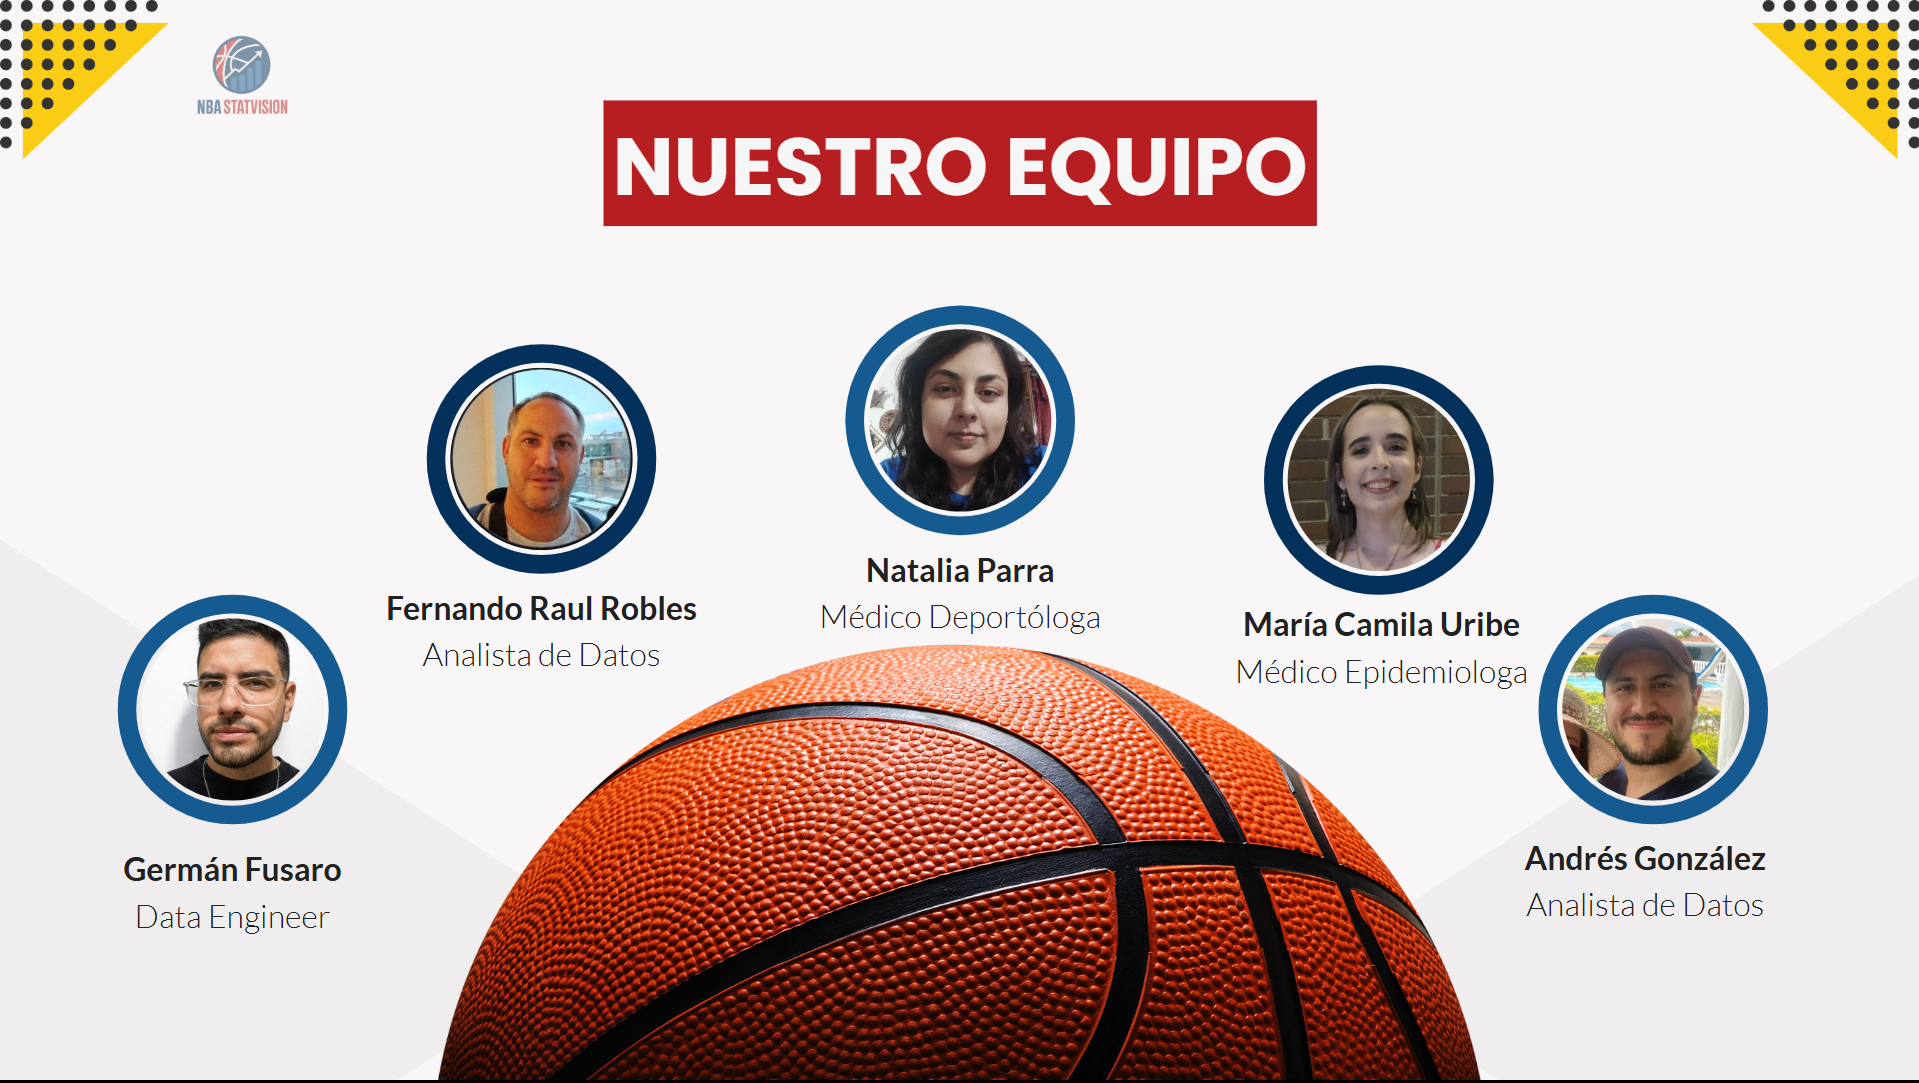 NBA STATVISION
NUESTRO EQUIPO
Natalia Parra
Médico Deportóloga
Fernando Raul Robles
Analista de Datos
María Camila Uribe
Médico Epidemiologa
Germán Fusaro
Data Engineer
Andrés González
Analista de Datos